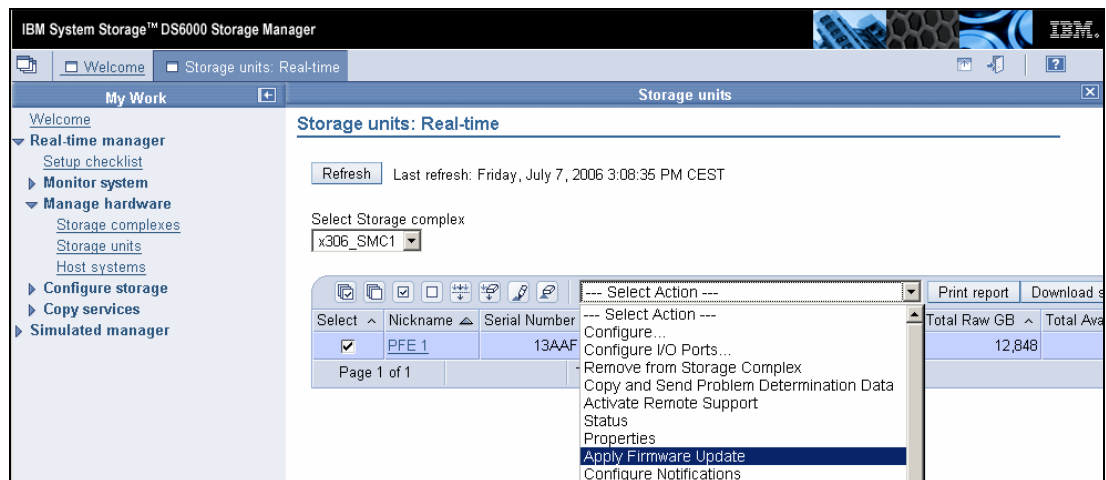 IBM System Storage™ DS6000 Storage Manager
IBM.
Welcome
Storage units: Real-time
?
My Work
Storage units
Welcome
Real-time manager
Setup checklist
Monitor system
Manage hardware
Storage complexes
Storage units
Host systems
Configure storage
Copy services
Simulated manager
Storage units: Real-time
Refresh Last refresh: Friday, July 7, 2006 3:08:35 PM CEST
Select Storage complex
x306_SMC1
--- Select Action --- Print report Download s
Select Nickname Serial Number Total Raw GB Total Ava
PFE 1 13AAF 12,848
Page 1 of 1
--- Select Action ---
Configure...
Configure I/O Ports...
Remove from Storage Complex
Copy and Send Problem Determination Data
Activate Remote Support
Status
Properties
Apply Firmware Update
Configure Notifications